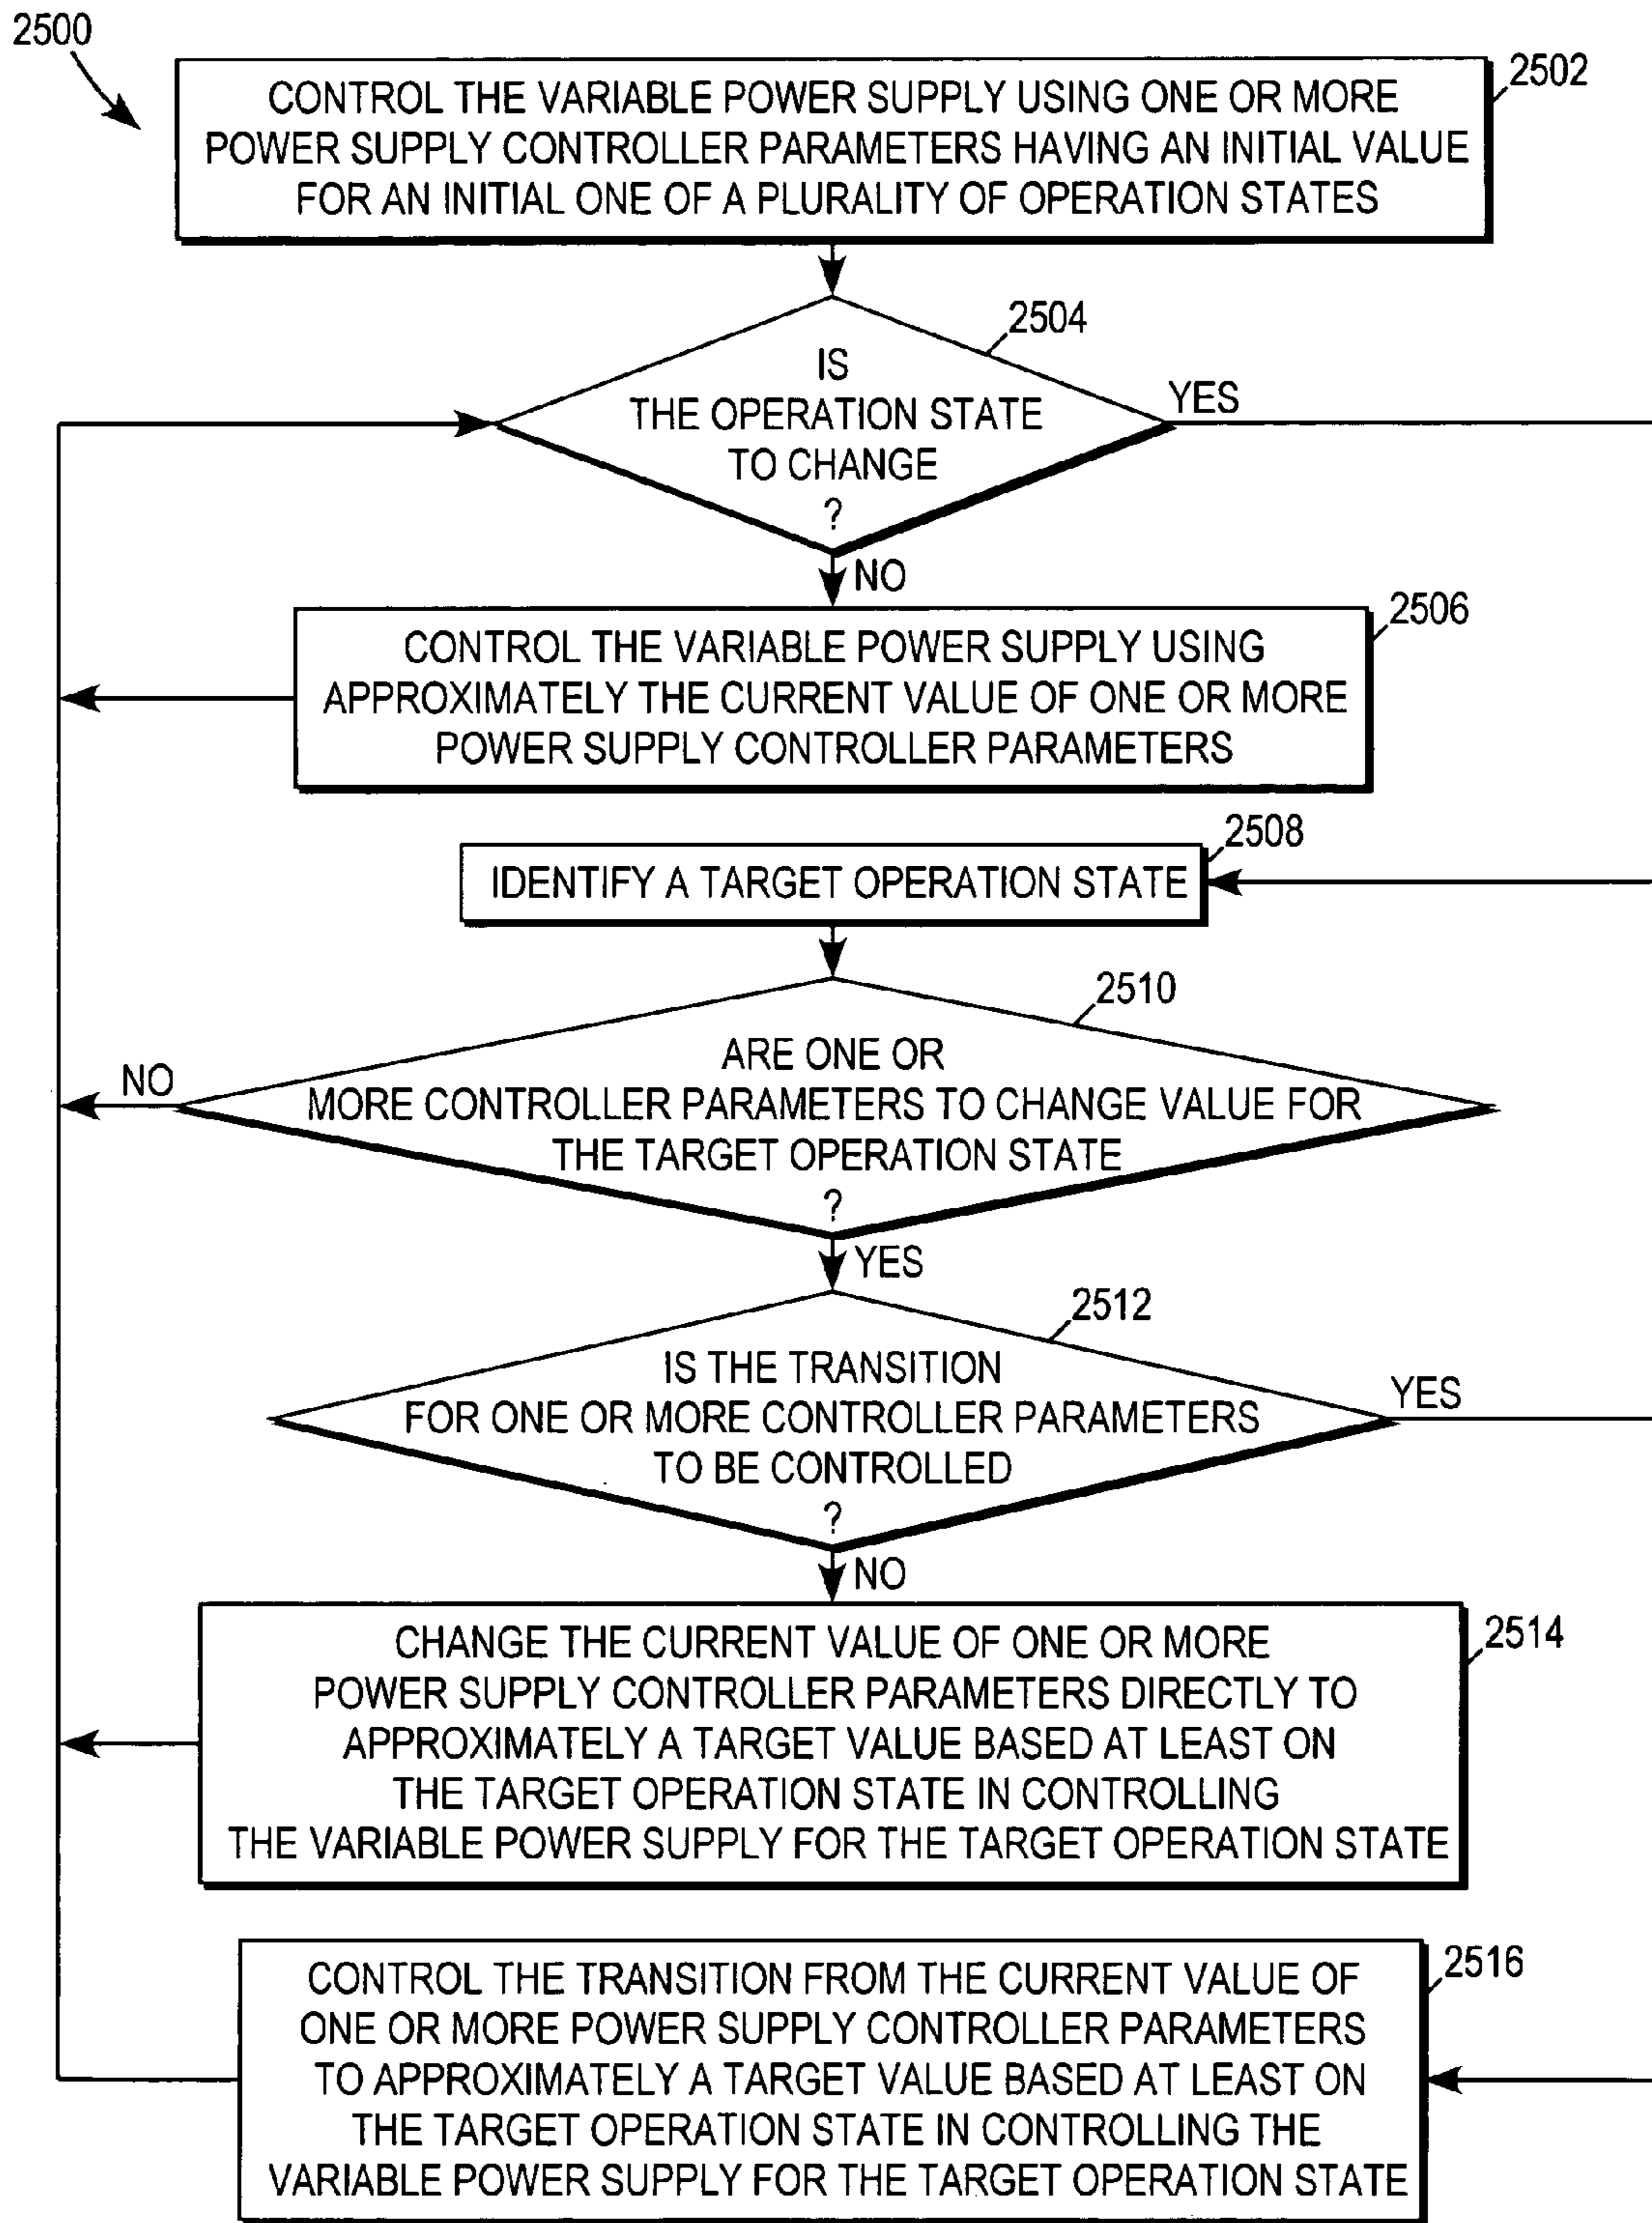 2500
2502
CONTROL THE VARIABLE POWER SUPPLY USING ONE OR MORE
POWER SUPPLY CONTROLLER PARAMETERS HAVING AN INITIAL VALUE
FOR AN INITIAL ONE OF A PLURALITY OF OPERATION STATES
2504
IS
THE OPERATION STATE
TO CHANGE
?
YES
NO
2506
CONTROL THE VARIABLE POWER SUPPLY USING
APPROXIMATELY THE CURRENT VALUE OF ONE OR MORE
POWER SUPPLY CONTROLLER PARAMETERS
2508
IDENTIFY A TARGET OPERATION STATE
2510
ARE ONE OR
MORE CONTROLLER PARAMETERS TO CHANGE VALUE FOR
THE TARGET OPERATION STATE
?
NO
YES
2512
IS THE TRANSITION
FOR ONE OR MORE CONTROLLER PARAMETERS
TO BE CONTROLLED
?
YES
NO
2514
CHANGE THE CURRENT VALUE OF ONE OR MORE
POWER SUPPLY CONTROLLER PARAMETERS DIRECTLY TO
APPROXIMATELY A TARGET VALUE BASED AT LEAST ON
THE TARGET OPERATION STATE IN CONTROLLING
THE VARIABLE POWER SUPPLY FOR THE TARGET OPERATION STATE
2516
CONTROL THE TRANSITION FROM THE CURRENT VALUE OF
ONE OR MORE POWER SUPPLY CONTROLLER PARAMETERS
TO APPROXIMATELY A TARGET VALUE BASED AT LEAST ON
THE TARGET OPERATION STATE IN CONTROLLING THE
VARIABLE POWER SUPPLY FOR THE TARGET OPERATION STATE